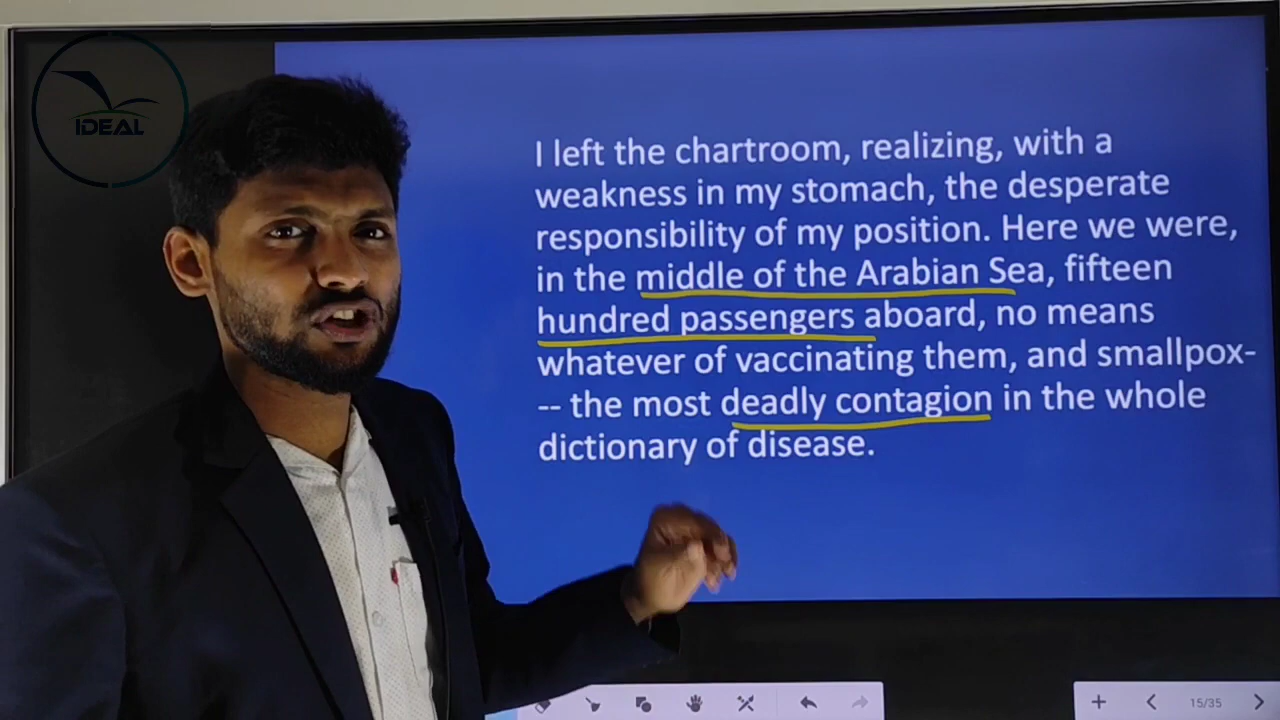 IDEAL
I left the chartroom, realizing, with a
weakness in my stomach, the desperate
responsibility of my position. Here we were,
in the middle of the Arabian Sea, fifteen
hundred passengers aboard, no means
whatever of vaccinating them, and smallpox-
-- the most deadly contagion in the whole
dictionary of disease.
15/35